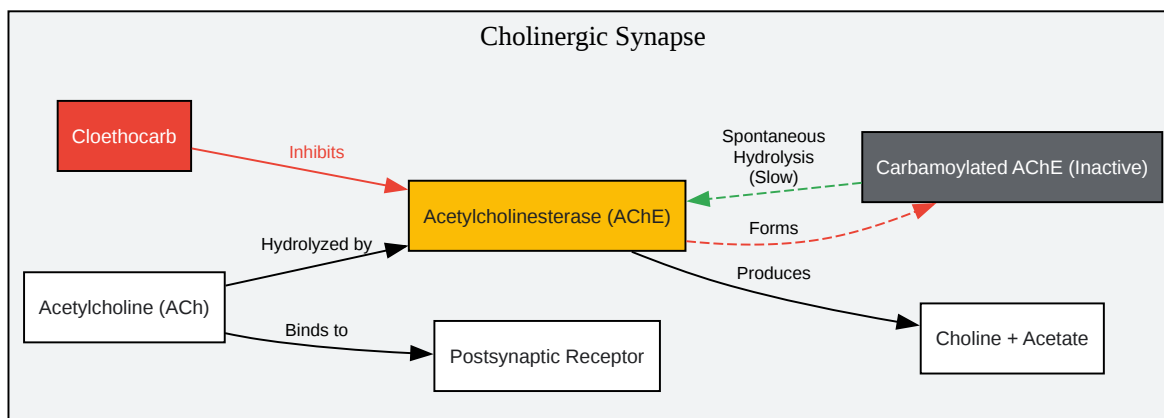 Cholinergic Synapse
Cloethocarb
Inhibits
Spontaneous
Hydrolysis
(Slow)
Carbamoylated AChE (Inactive)
Acetylcholinesterase (AChE)
Forms
Hydrolyzed by
Produces
Acetylcholine (ACh)
Binds to
Postsynaptic Receptor
Choline + Acetate